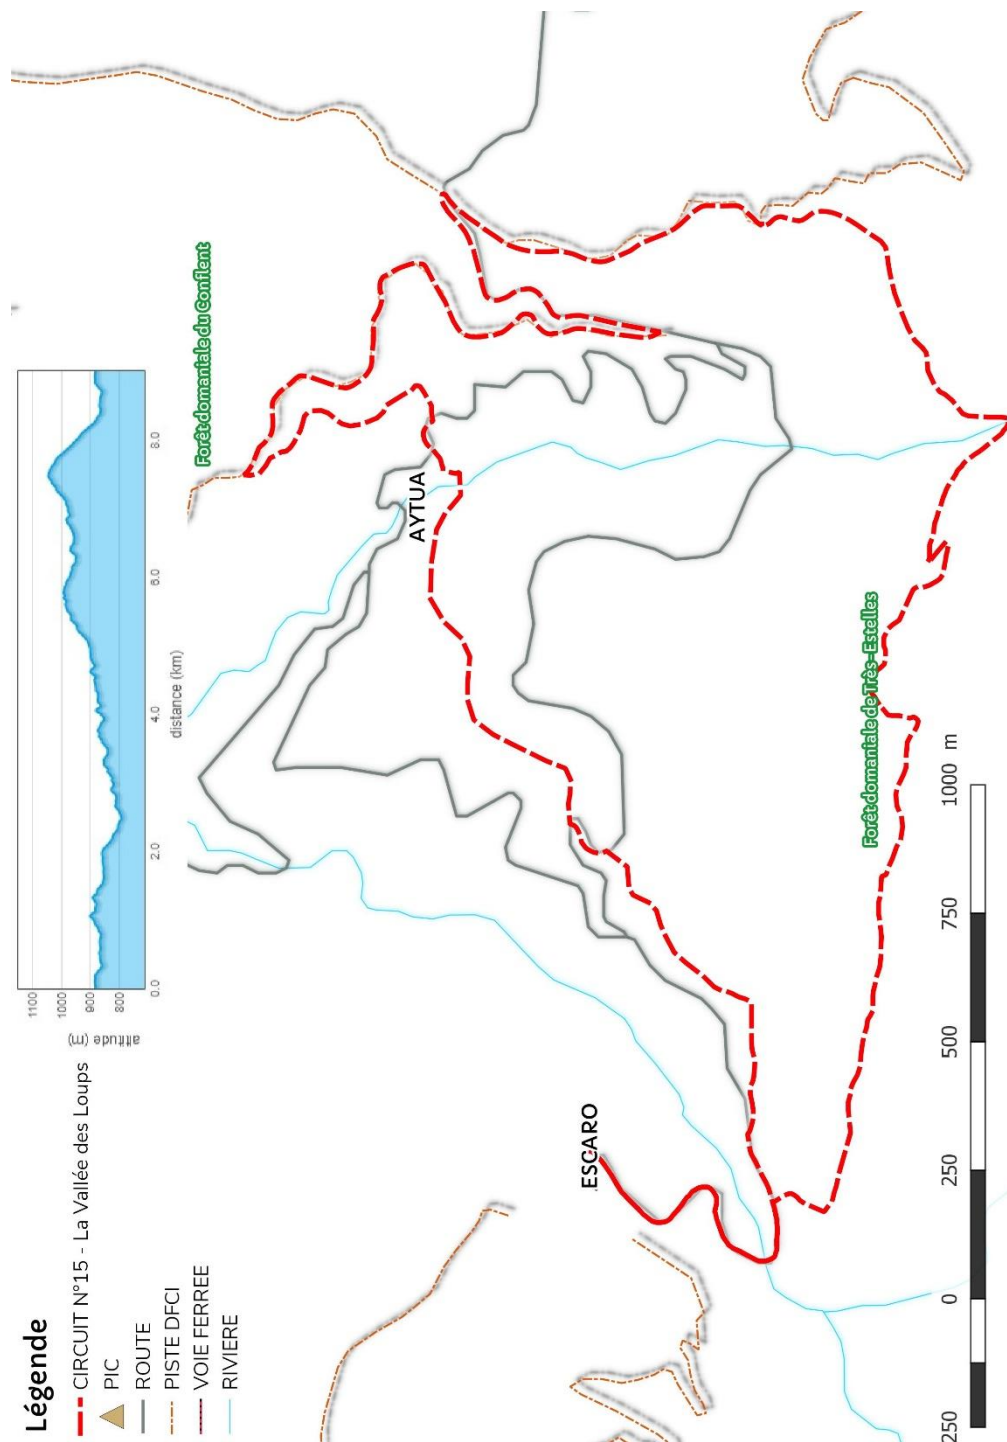 Légende
CIRCUIT N°15 - La Vallée des Loups
PIC
ROUTE
PISTE DFCI
VOIE FERREE
RIVIERE
altitude (m)
1100
1000
900
800
0.0
2.0
4.0
6.0
8.0
distance (km)
Forêt domaniale du Conflent
AYTUA
ESCARO
Forêt domaniale de Très-Estelles
250
0
250
500
750
1000 m